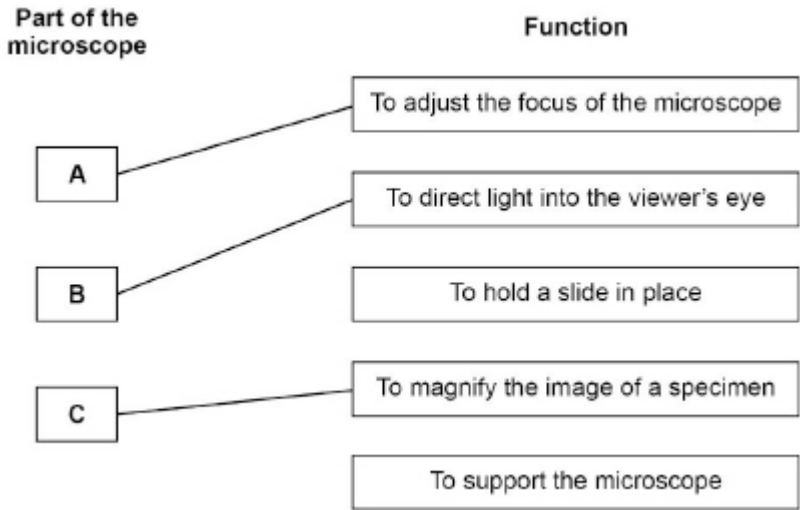 Part of the
microscope
Function
To adjust the focus of the microscope
A
To direct light into the viewer's eye
B
To hold a slide in place
To magnify the image of a specimen
C
To support the microscope